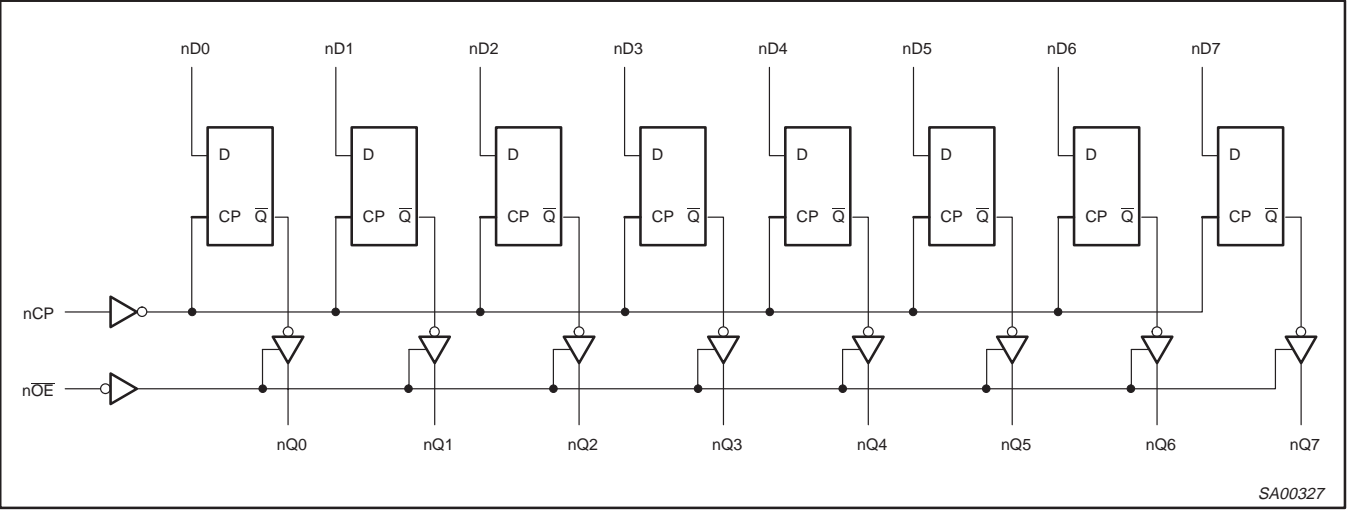 nD0 nD1 nD2 nD3 nD4 nD5 nD6 nD7
D D D D D D D D
CP Q̅ CP Q̅ CP Q̅ CP Q̅ CP Q̅ CP Q̅ CP Q̅ CP Q̅
nCP
nO̅E̅
nQ0 nQ1 nQ2 nQ3 nQ4 nQ5 nQ6 nQ7
SA00327